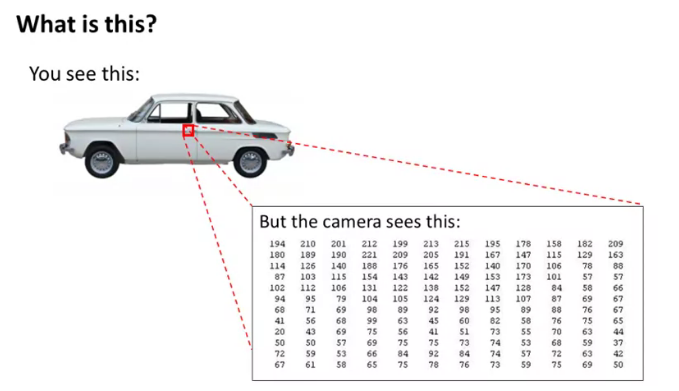 What is this?
You see this:
But the camera sees this:
194 210 201 212 199 213 215 195 178 158 182 209
180 189 190 221 209 205 191 167 147 115 129 163
114 126 140 188 176 165 152 140 170 106 78 88
87 103 115 154 143 142 149 153 173 101 57 57
102 112 106 131 122 138 152 147 128 84 58 66
94 95 79 104 105 124 129 113 107 87 69 67
68 71 69 98 89 92 98 95 89 88 76 67
41 56 68 99 63 45 60 82 58 76 75 65
20 43 69 75 56 41 51 73 55 70 63 44
50 50 57 69 75 75 73 74 53 68 59 37
72 59 53 66 84 92 84 74 57 72 63 42
67 61 58 65 75 78 76 73 59 75 69 50